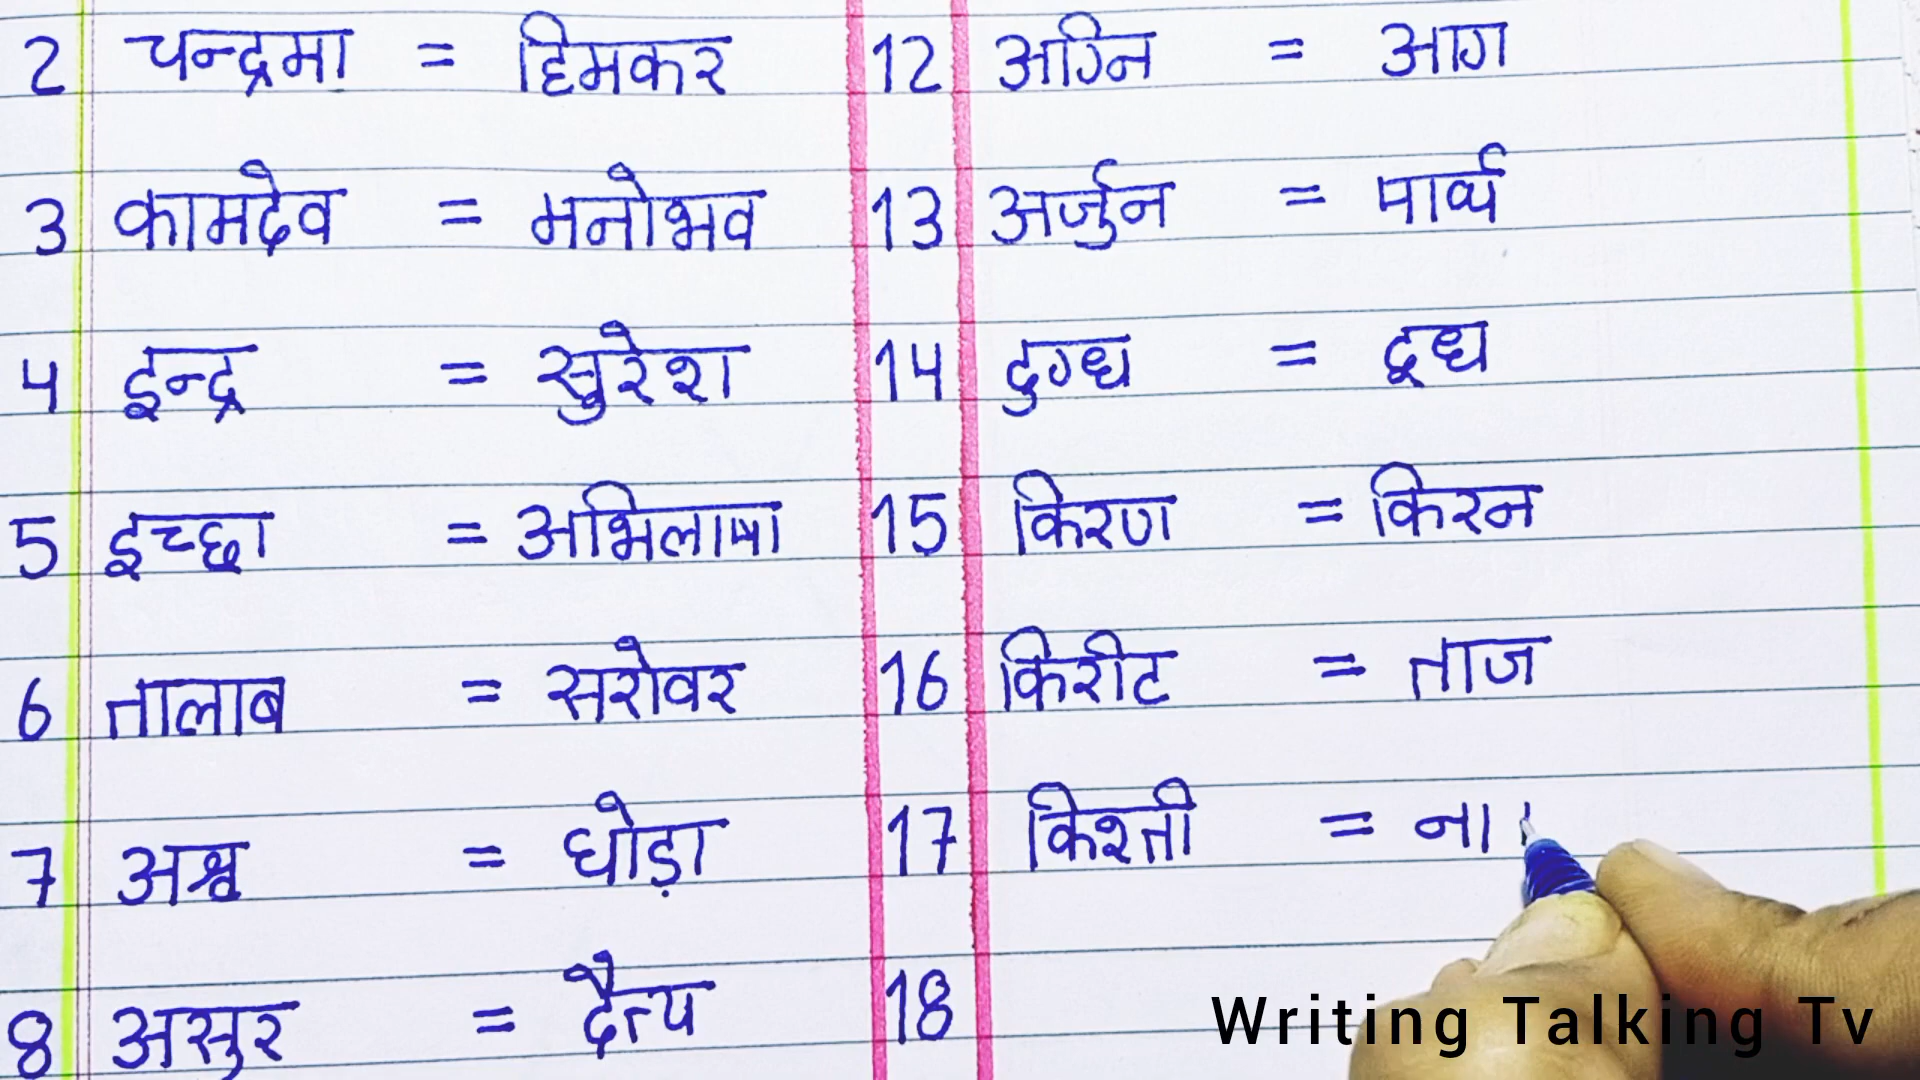 2 चन्द्रमा = हिमकर
3 कामदेव = मनोभव
4 इन्द्र = सुरेश
5 इच्छा = अभिलाषा
6 तालाब = सरोवर
7 अश्व = घोड़ा
8 असुर = दैत्य
12 अग्नि = आग
13 अर्जुन = पार्थ
14 दुग्ध = दूध
15 किरण = किरन
16 किरीट = ताज
17 किश्ती = ना
18
Writing Talking Tv